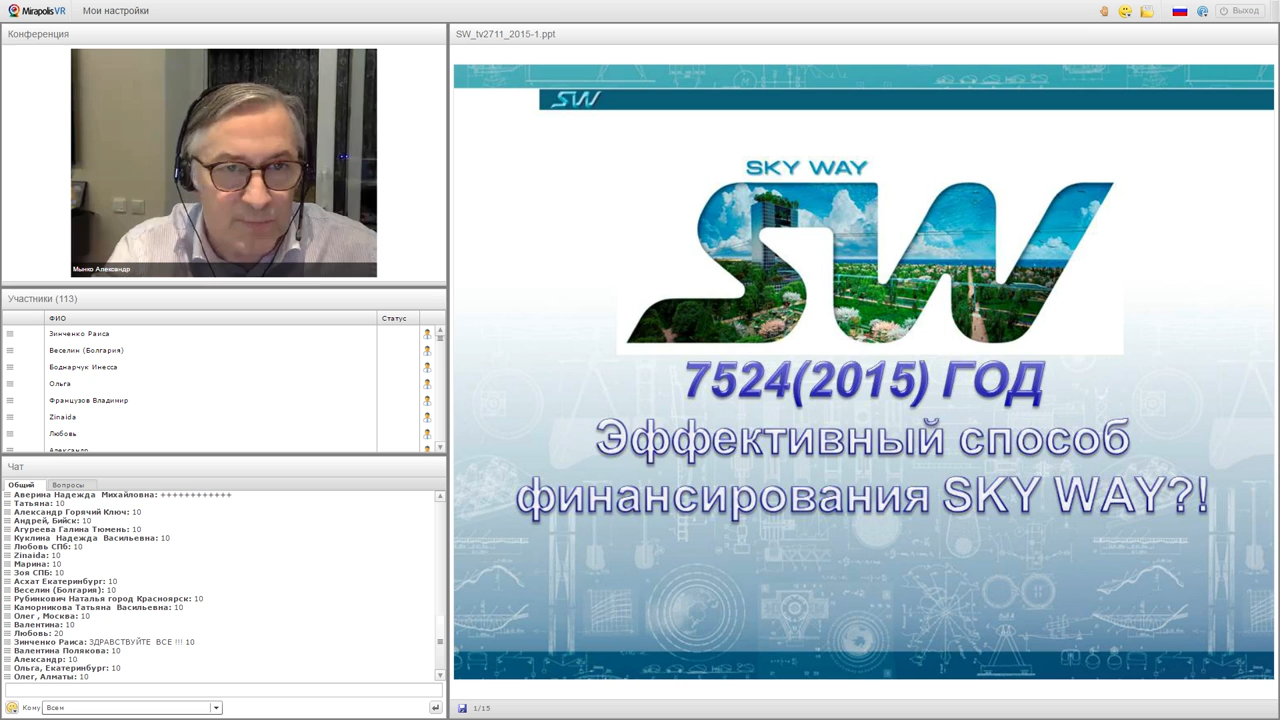 Mirapolis VR
Мои настройки
Выход
Конференция
Мынко Александр
Участники (113)
ФИО
Статус
Зинченко Раиса
Веселин (Болгария)
Боднарчук Инесса
Ольга
Французов Владимир
Zinaida
Любовь
Александр
Чат
Общий
Вопросы
Аверина Надежда Михайловна: ++++++++++++
Татьяна: 10
Александр Горячий Ключ: 10
Андрей, Бийск: 10
Агуреева Галина Тюмень: 10
Куклина Надежда Васильевна: 10
Любовь СПб: 10
Zinaida: 10
Марина: 10
Зоя СПБ: 10
Асхат Екатеринбург: 10
Веселин (Болгария): 10
Рубинкович Наталья город Красноярск: 10
Каморникова Татьяна Васильевна: 10
Олег , Москва: 10
Валентина: 10
Любовь: 20
Зинченко Раиса: ЗДРАВСТВУЙТЕ ВСЕ !!! 10
Валентина Полякова: 10
Александр: 10
Ольга, Екатеринбург: 10
Олег, Алматы: 10
Кому
Всем
SW_tv2711_2015-1.ppt
SW
SKY WAY
SW
7524(2015) ГОД
Эффективный способ
финансирования SKY WAY?!
1/15